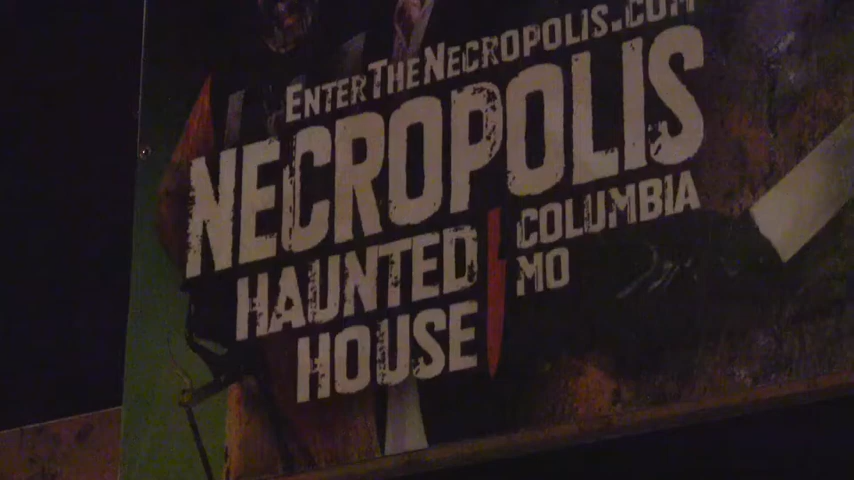 ENTERTHENECROPOLIS.COM
NECROPOLIS
HAUNTED HOUSE
COLUMBIA
MO